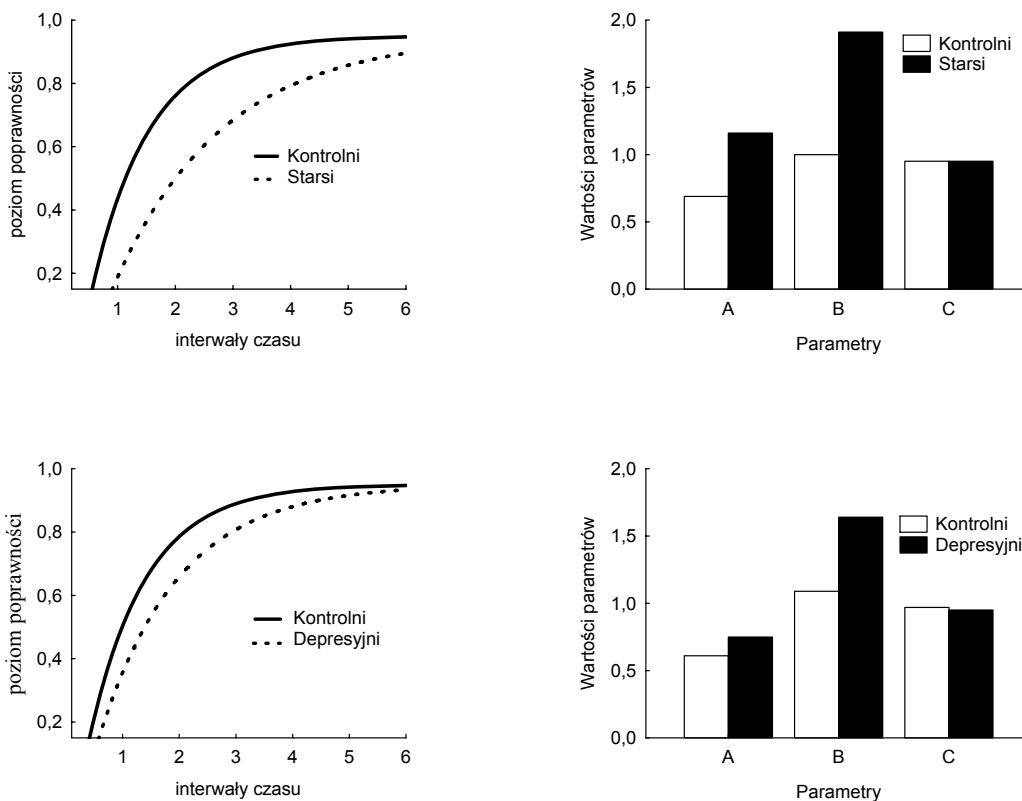 poziom poprawności
1,0
0,8
0,6
0,4
0,2
Kontrolni
Starsi
1 2 3 4 5 6
interwały czasu
Wartości parametrów
2,0
1,5
1,0
0,5
0,0
Kontrolni
Starsi
A B C
Parametry
poziom poprawności
1,0
0,8
0,6
0,4
0,2
Kontrolni
Depresyjni
1 2 3 4 5 6
interwały czasu
Wartości parametrów
2,0
1,5
1,0
0,5
0,0
Kontrolni
Depresyjni
A B C
Parametry